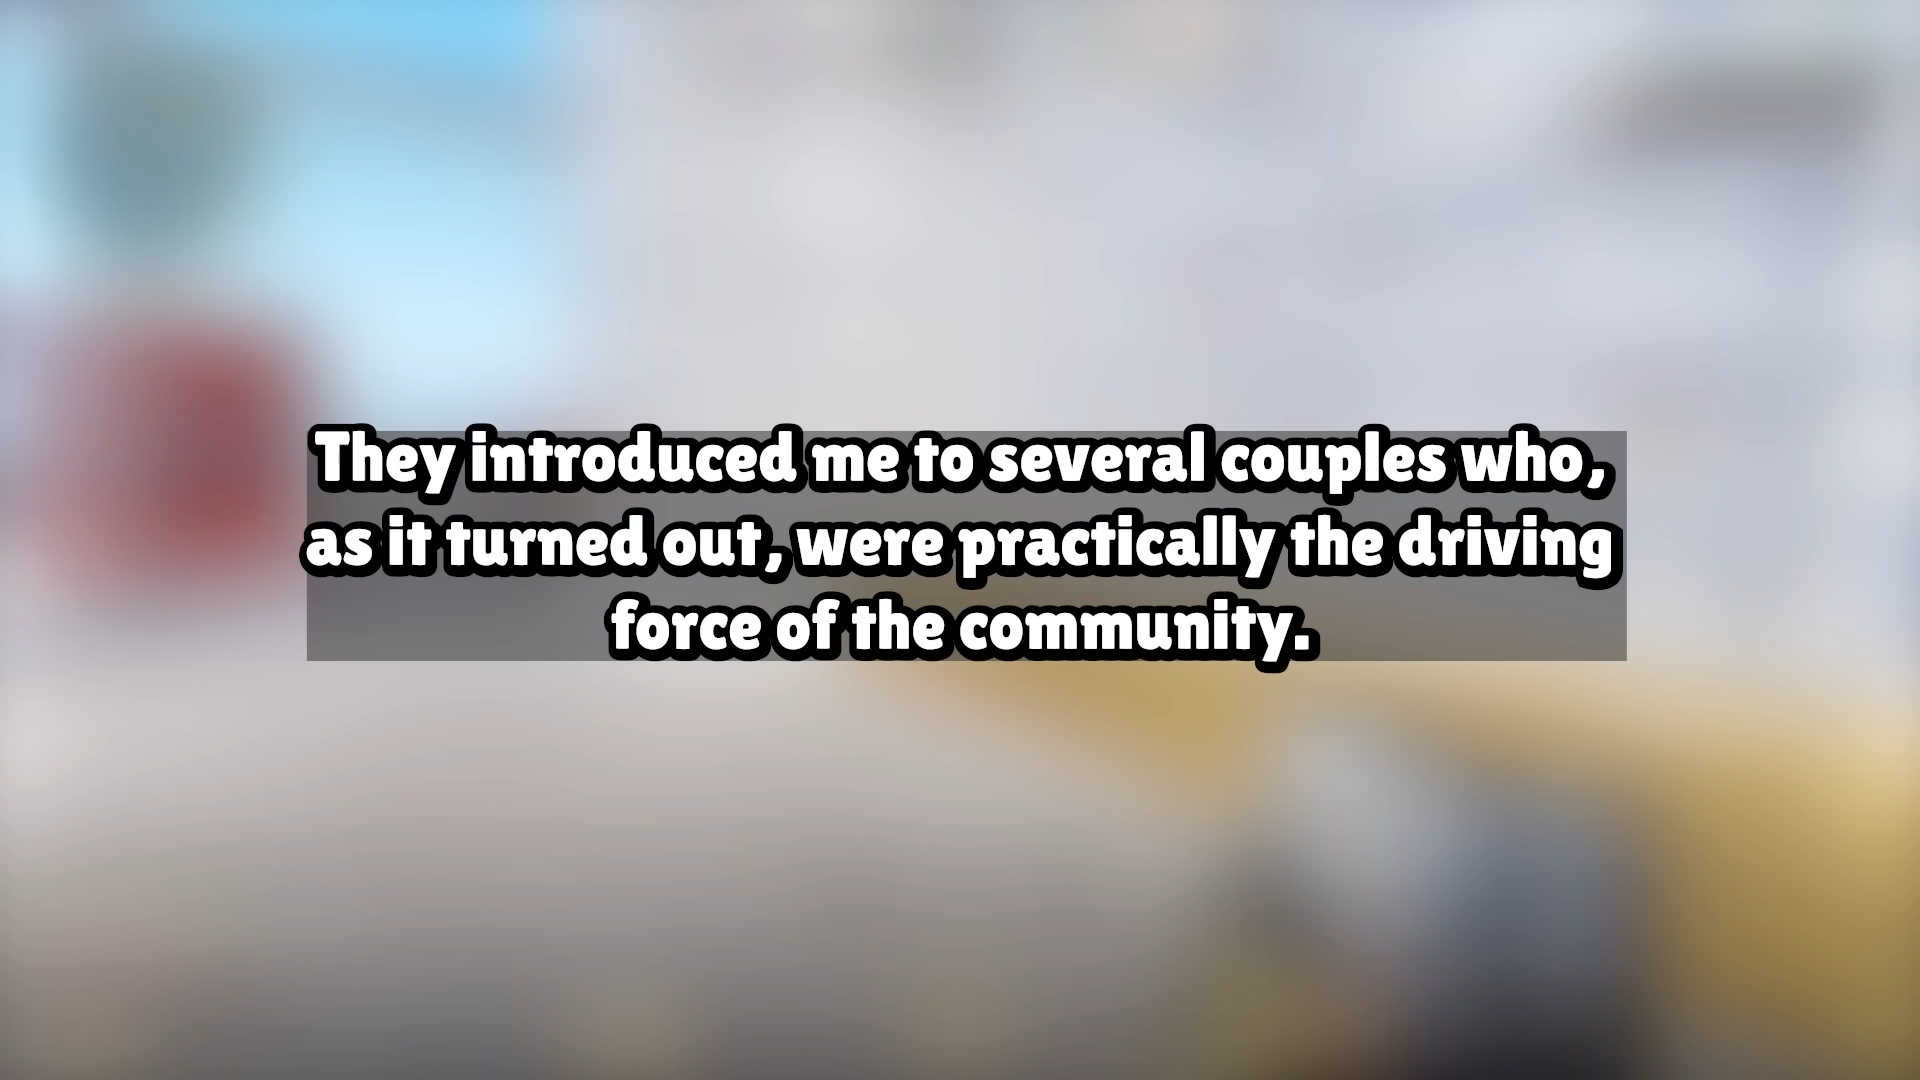 They introduced me to several couples who,
as it turned out, were practically the driving
force of the community.